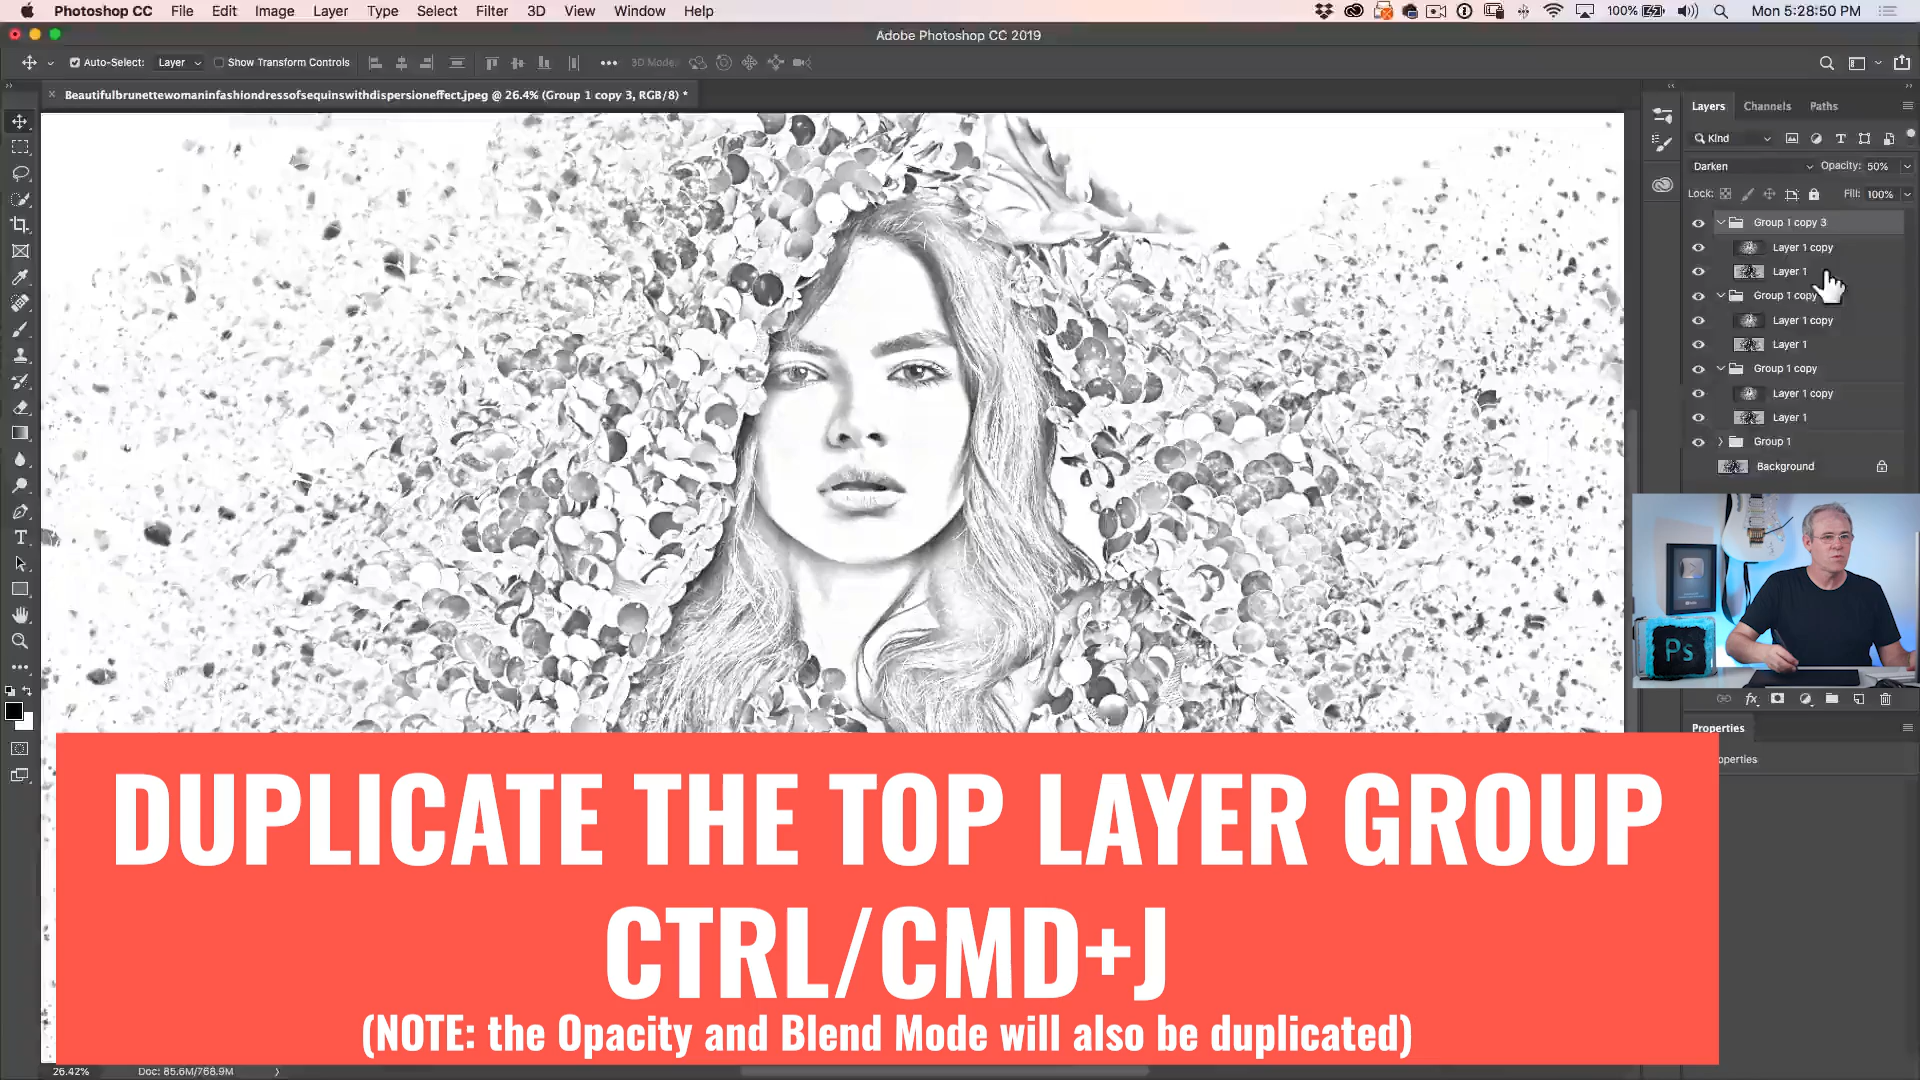 Photoshop CC File Edit Image Layer Type Select Filter 3D View Window Help 100% Mon 5:28:50 PM
Adobe Photoshop CC 2019
Auto-Select: Layer Show Transform Controls 3D Mode:
Beautifulbrunettewomaninfashiondressofsequinswithdispersioneffect.jpeg @ 26.4% (Group 1 copy 3, RGB/8) *
Layers Channels Paths
Kind
Darken Opacity: 50%
Lock: Fill: 100%
Group 1 copy 3
Layer 1 copy
Layer 1
Group 1 copy
Layer 1 copy
Layer 1
Group 1 copy
Layer 1 copy
Layer 1
Group 1
Background
Ps
fx
Properties
operties
DUPLICATE THE TOP LAYER GROUP
CTRL/CMD+J
(NOTE: the Opacity and Blend Mode will also be duplicated)
26.42% Doc: 85.6M/768.9M